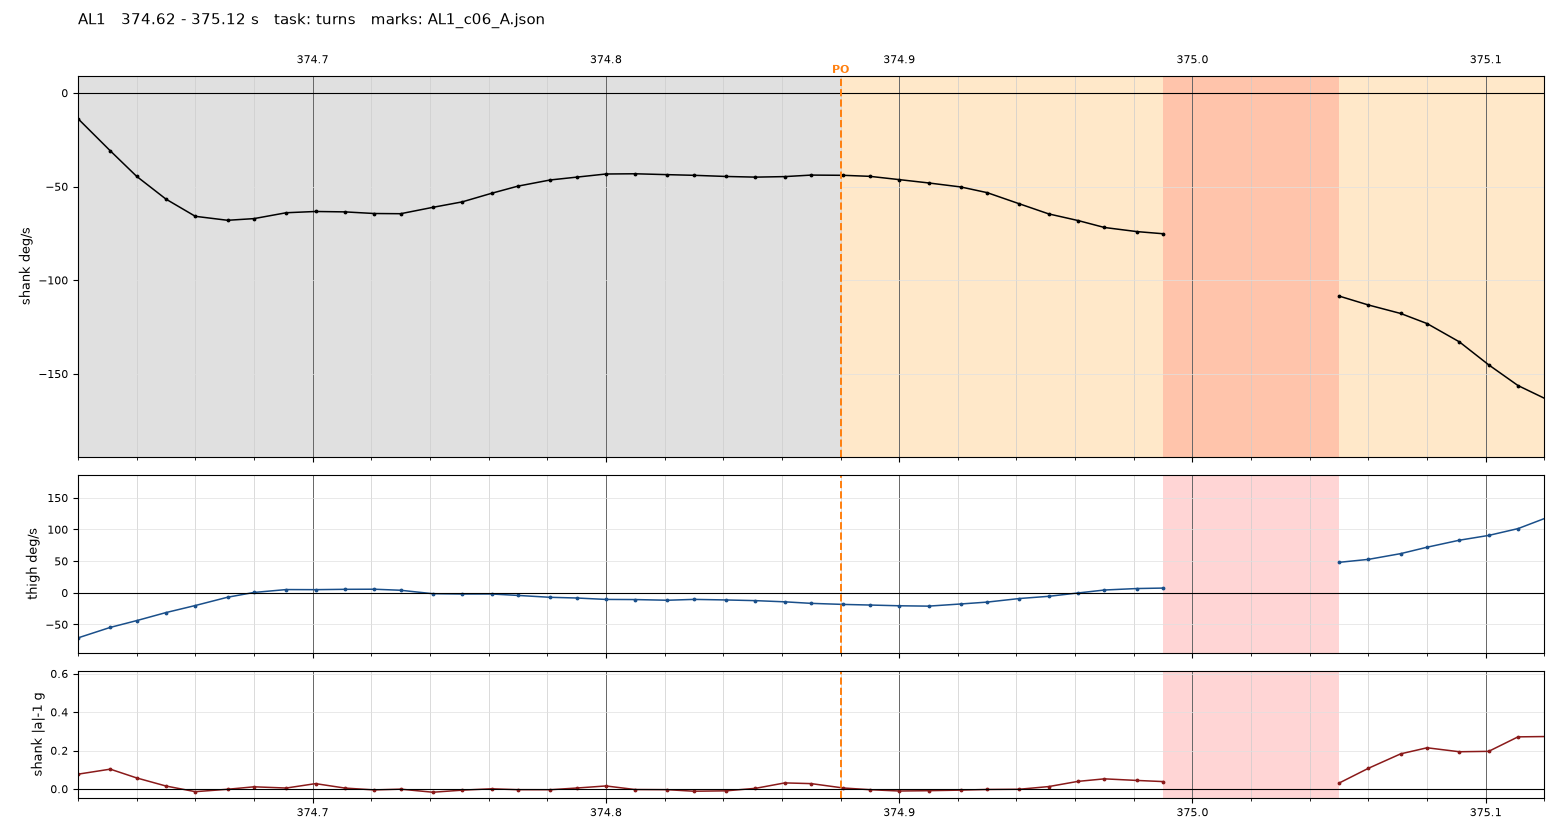 AL1   374.62 - 375.12 s   task: turns   marks: AL1_c06_A.json
374.7 374.8 374.9 375.0 375.1
PO
0
−50
−100
−150
shank deg/s
150
100
50
0
−50
thigh deg/s
0.6
0.4
0.2
0.0
shank |a|-1 g
374.7 374.8 374.9 375.0 375.1